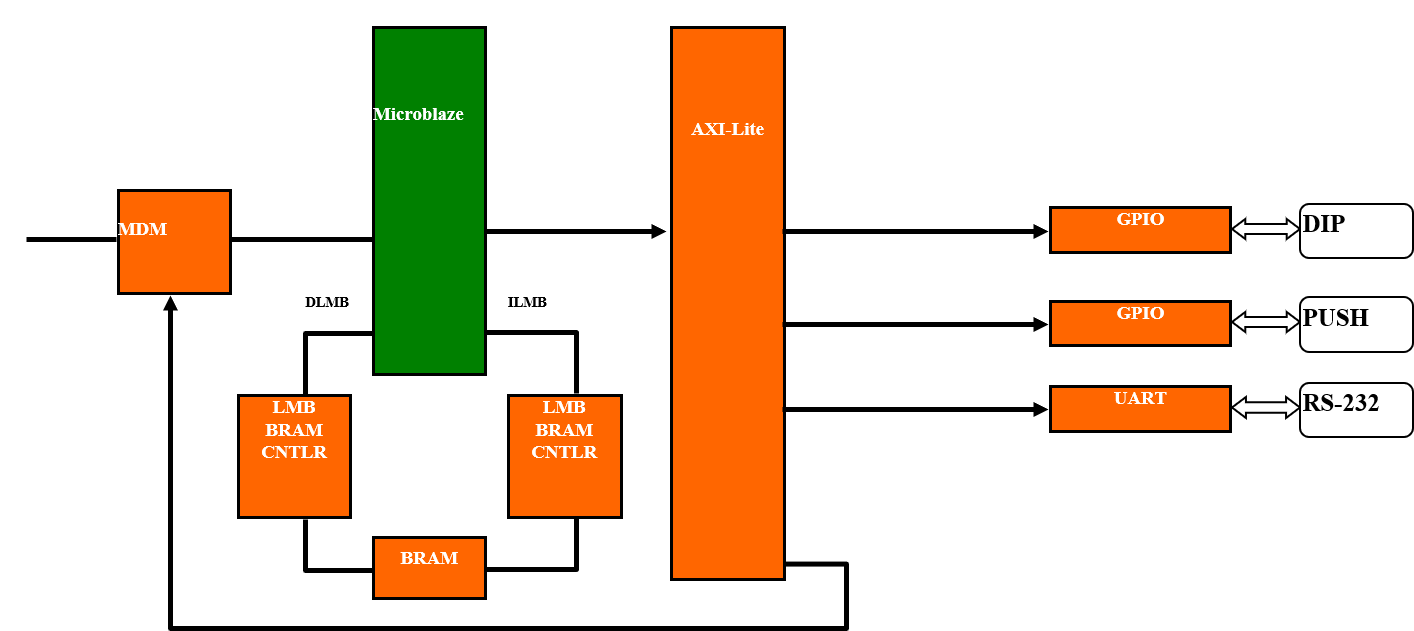 Microblaze
AXI-Lite
MDM
GPIO
DIP
DLMB
ILMB
GPIO
PUSH
UART
RS-232
LMB
BRAM
CNTLR
LMB
BRAM
CNTLR
BRAM